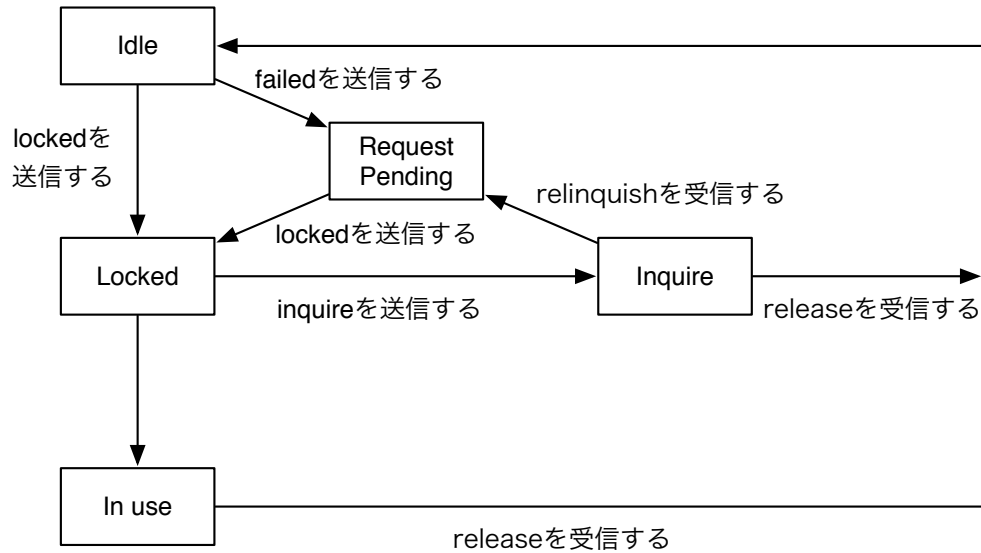 Idle
failedを送信する
lockedを
送信する
Request
Pending
relinquishを受信する
lockedを送信する
Locked
Inquire
inquireを送信する
releaseを受信する
In use
releaseを受信する